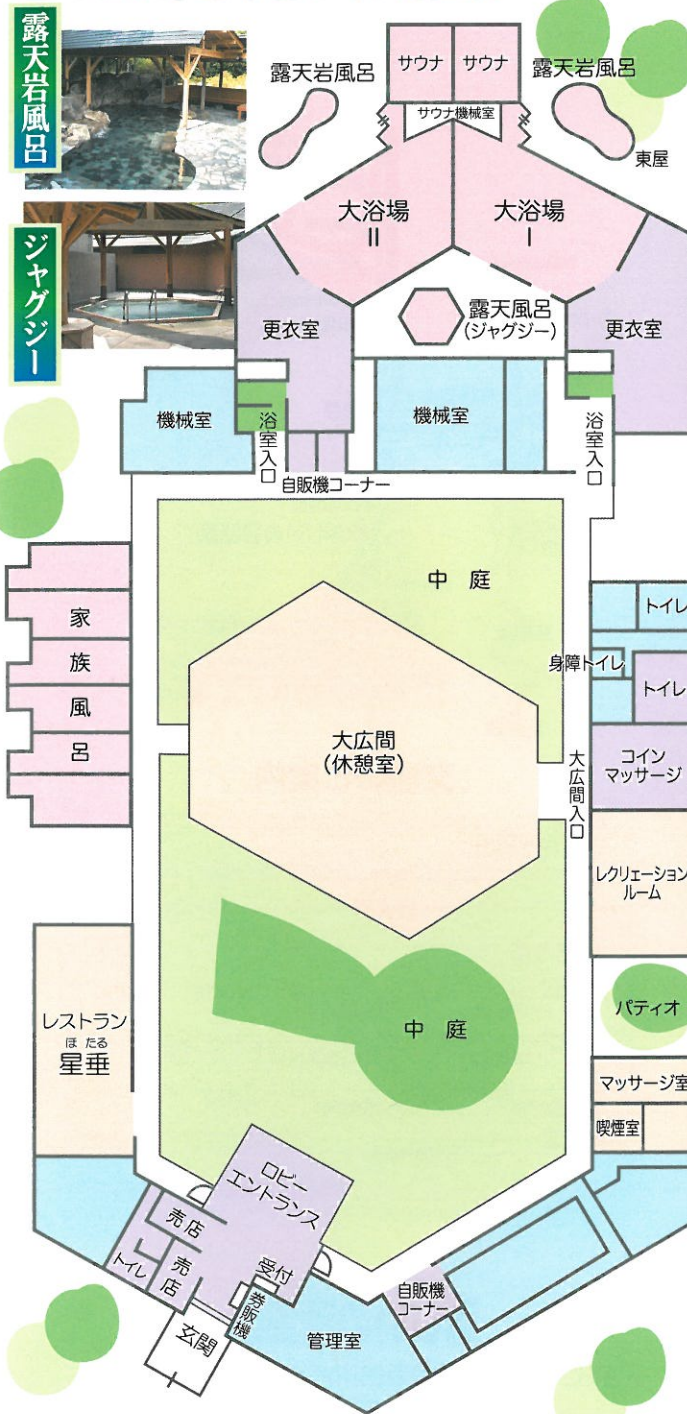 露天岩風呂
ジャグジー
露天岩風呂
サウナ
サウナ
露天岩風呂
サウナ機械室
東屋
大浴場
II
大浴場
I
露天風呂
(ジャグジー)
更衣室
更衣室
機械室
機械室
浴室入口
浴室入口
自販機コーナー
中庭
家族風呂
トイレ
身障トイレ
トイレ
大広間
(休憩室)
大広間入口
コイン
マッサージ
レクリェーション
ルーム
パティオ
レストラン
ほたる
星垂
中庭
マッサージ室
喫煙室
ロビー
エントランス
売店
トイレ
売店
受付
券販機
玄関
管理室
自販機
コーナー